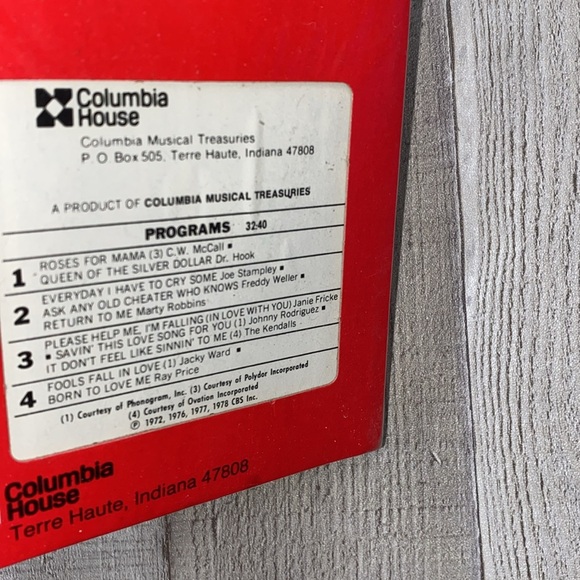 Columbia
House
Columbia Musical Treasuries
P. O. Box 505, Terre Haute, Indiana 47808
A PRODUCT OF COLUMBIA MUSICAL TREASURIES
PROGRAMS 32:40
1 ROSES FOR MAMA (3) C.W. McCall ■
QUEEN OF THE SILVER DOLLAR Dr. Hook
2 EVERYDAY I HAVE TO CRY SOME Joe Stampley ■
ASK ANY OLD CHEATER WHO KNOWS Freddy Weller ■
RETURN TO ME Marty Robbins
3 PLEASE HELP ME, I'M FALLING (IN LOVE WITH YOU) Janie Fricke
■ SAVIN' THIS LOVE SONG FOR YOU (1) Johnny Rodriguez ■
IT DON'T FEEL LIKE SINNIN' TO ME (4) The Kendalls
4 FOOLS FALL IN LOVE (1) Jacky Ward ■
BORN TO LOVE ME Ray Price
(1) Courtesy of Phonogram, Inc. (3) Courtesy of Polydor Incorporated
(4) Courtesy of Ovation Incorporated
℗ 1972, 1976, 1977, 1978 CBS Inc.
Columbia
House
Terre Haute, Indiana 47808